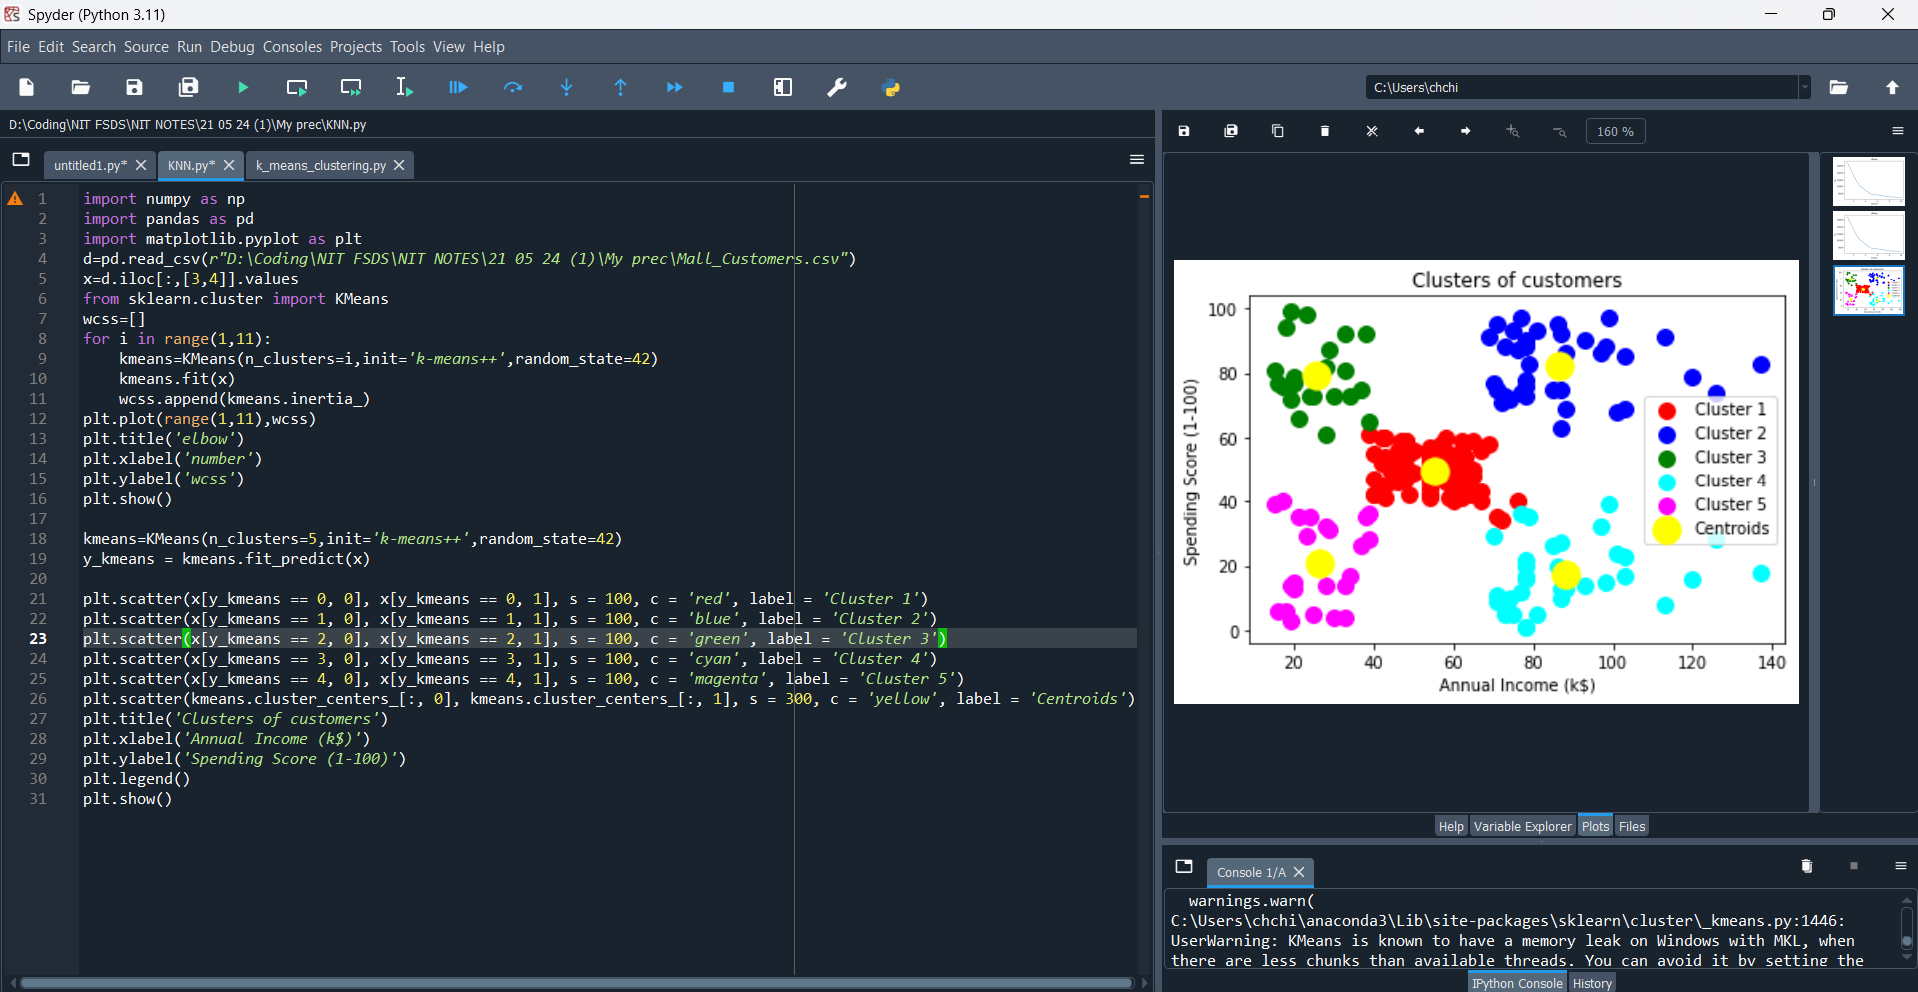 Spyder (Python 3.11)
File Edit Search Source Run Debug Consoles Projects Tools View Help
C:\Users\chchi
D:\Coding\NIT FSDS\NIT NOTES\21 05 24 (1)\My prec\KNN.py
160 %
untitled1.py* KNN.py* k_means_clustering.py
1 import numpy as np
2 import pandas as pd
3 import matplotlib.pyplot as plt
4 d=pd.read_csv(r"D:\Coding\NIT FSDS\NIT NOTES\21 05 24 (1)\My prec\Mall_Customers.csv")
5 x=d.iloc[:,[3,4]].values
6 from sklearn.cluster import KMeans
7 wcss=[]
8 for i in range(1,11):
9 kmeans=KMeans(n_clusters=i,init='k-means++',random_state=42)
10 kmeans.fit(x)
11 wcss.append(kmeans.inertia_)
12 plt.plot(range(1,11),wcss)
13 plt.title('elbow')
14 plt.xlabel('number')
15 plt.ylabel('wcss')
16 plt.show()
17
18 kmeans=KMeans(n_clusters=5,init='k-means++',random_state=42)
19 y_kmeans = kmeans.fit_predict(x)
20
21 plt.scatter(x[y_kmeans == 0, 0], x[y_kmeans == 0, 1], s = 100, c = 'red', label = 'Cluster 1')
22 plt.scatter(x[y_kmeans == 1, 0], x[y_kmeans == 1, 1], s = 100, c = 'blue', label = 'Cluster 2')
23 plt.scatter(x[y_kmeans == 2, 0], x[y_kmeans == 2, 1], s = 100, c = 'green', label = 'Cluster 3')
24 plt.scatter(x[y_kmeans == 3, 0], x[y_kmeans == 3, 1], s = 100, c = 'cyan', label = 'Cluster 4')
25 plt.scatter(x[y_kmeans == 4, 0], x[y_kmeans == 4, 1], s = 100, c = 'magenta', label = 'Cluster 5')
26 plt.scatter(kmeans.cluster_centers_[:, 0], kmeans.cluster_centers_[:, 1], s = 300, c = 'yellow', label = 'Centroids')
27 plt.title('Clusters of customers')
28 plt.xlabel('Annual Income (k$)')
29 plt.ylabel('Spending Score (1-100)')
30 plt.legend()
31 plt.show()
Clusters of customers
Spending Score (1-100)
100
80
60
40
20
0
Cluster 1
Cluster 2
Cluster 3
Cluster 4
Cluster 5
Centroids
20 40 60 80 100 120 140
Annual Income (k$)
Help Variable Explorer Plots Files
Console 1/A
warnings.warn(
C:\Users\chchi\anaconda3\Lib\site-packages\sklearn\cluster\_kmeans.py:1446:
UserWarning: KMeans is known to have a memory leak on Windows with MKL, when
there are less chunks than available threads. You can avoid it by setting the
IPython Console History